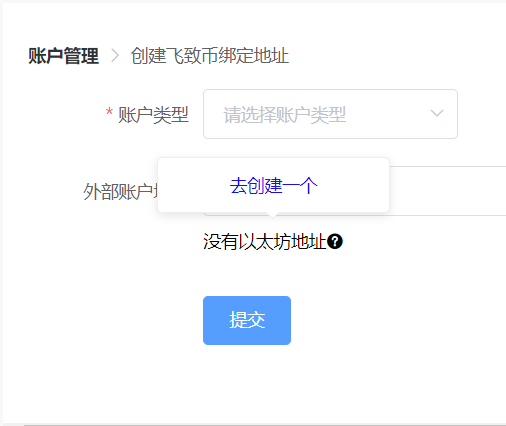 账户管理 > 创建飞致币绑定地址
* 账户类型 请选择账户类型
去创建一个
外部账户
没有以太坊地址?
提交